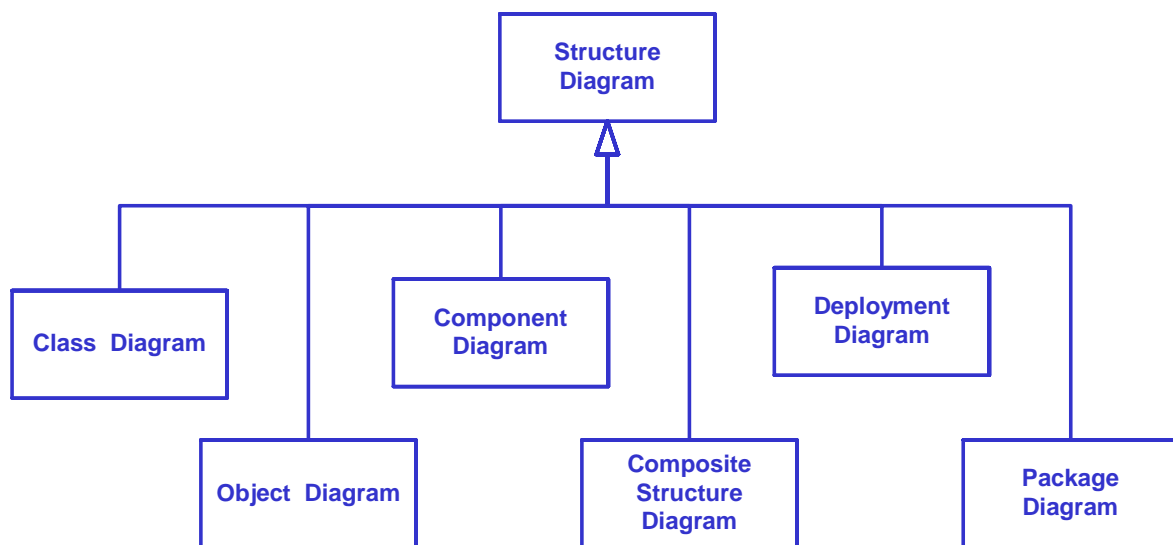 Structure
Diagram
Class Diagram
Component
Diagram
Deployment
Diagram
Object Diagram
Composite
Structure
Diagram
Package
Diagram